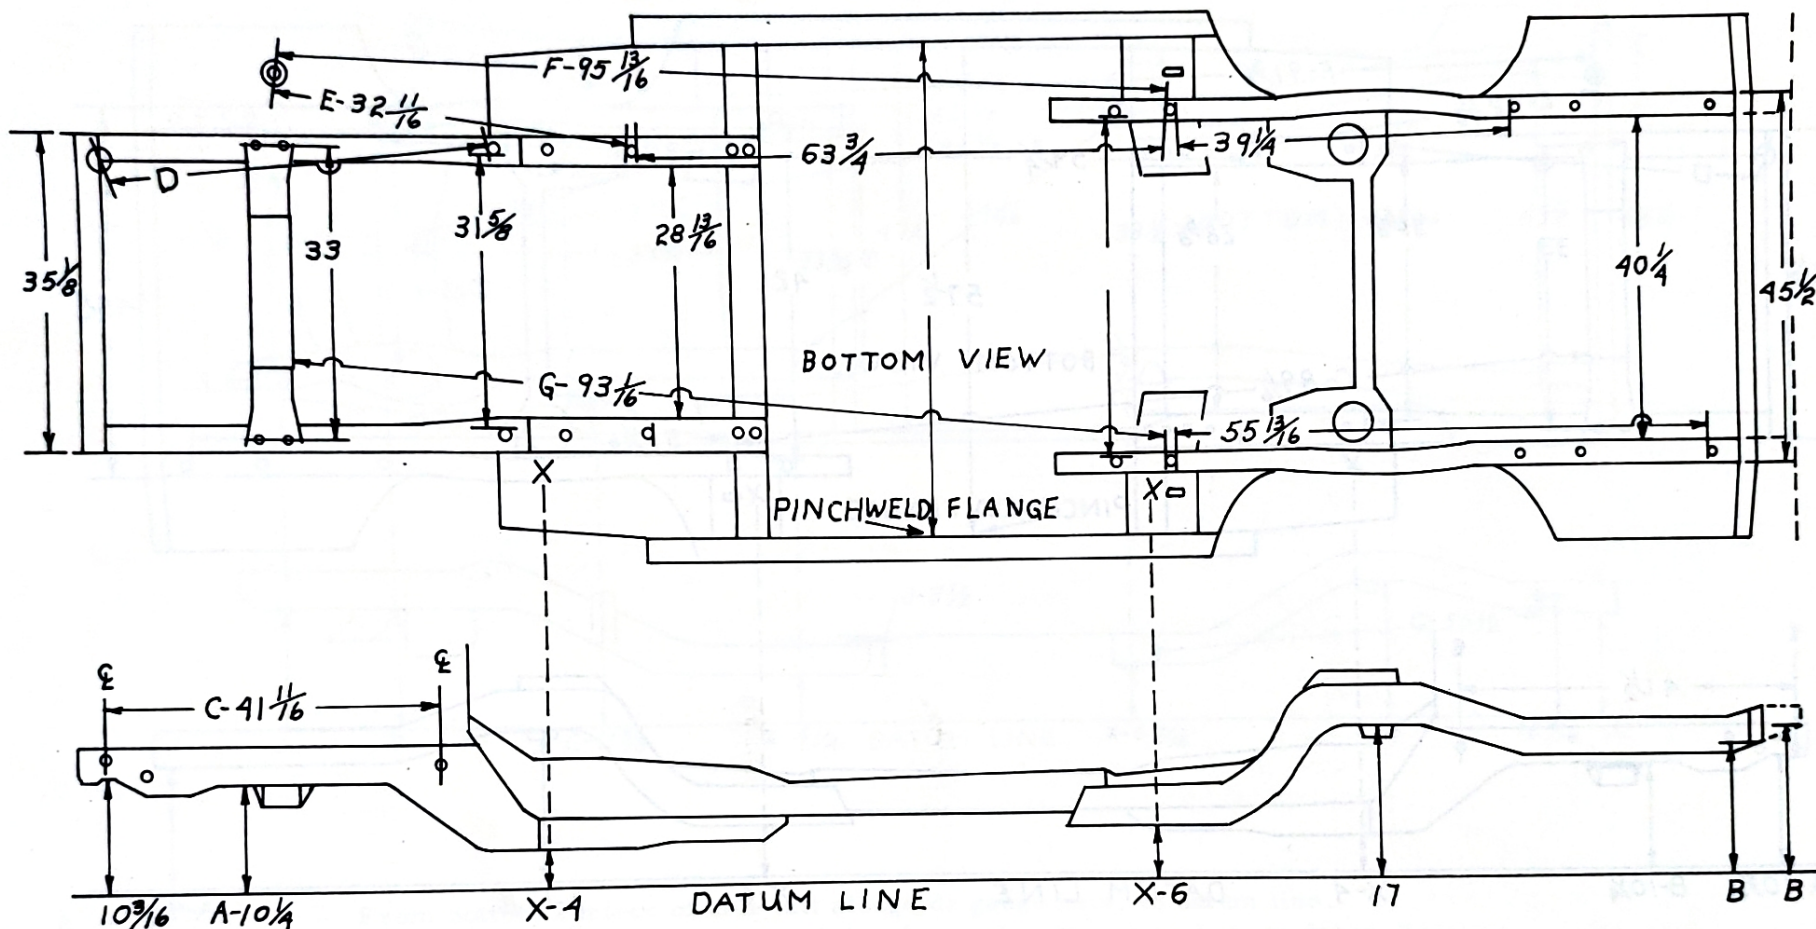 F-95 13/16
E-32 11/16
63 3/4
39 1/4
D
31 5/8
28 13/16
33
35 1/8
40 1/4
45 1/2
BOTTOM VIEW
G-93 1/16
55 13/16
X
X
PINCHWELD FLANGE
℄
℄
C-41 11/16
10 3/16
A-10 1/4
X-4
DATUM LINE
X-6
17
B
B